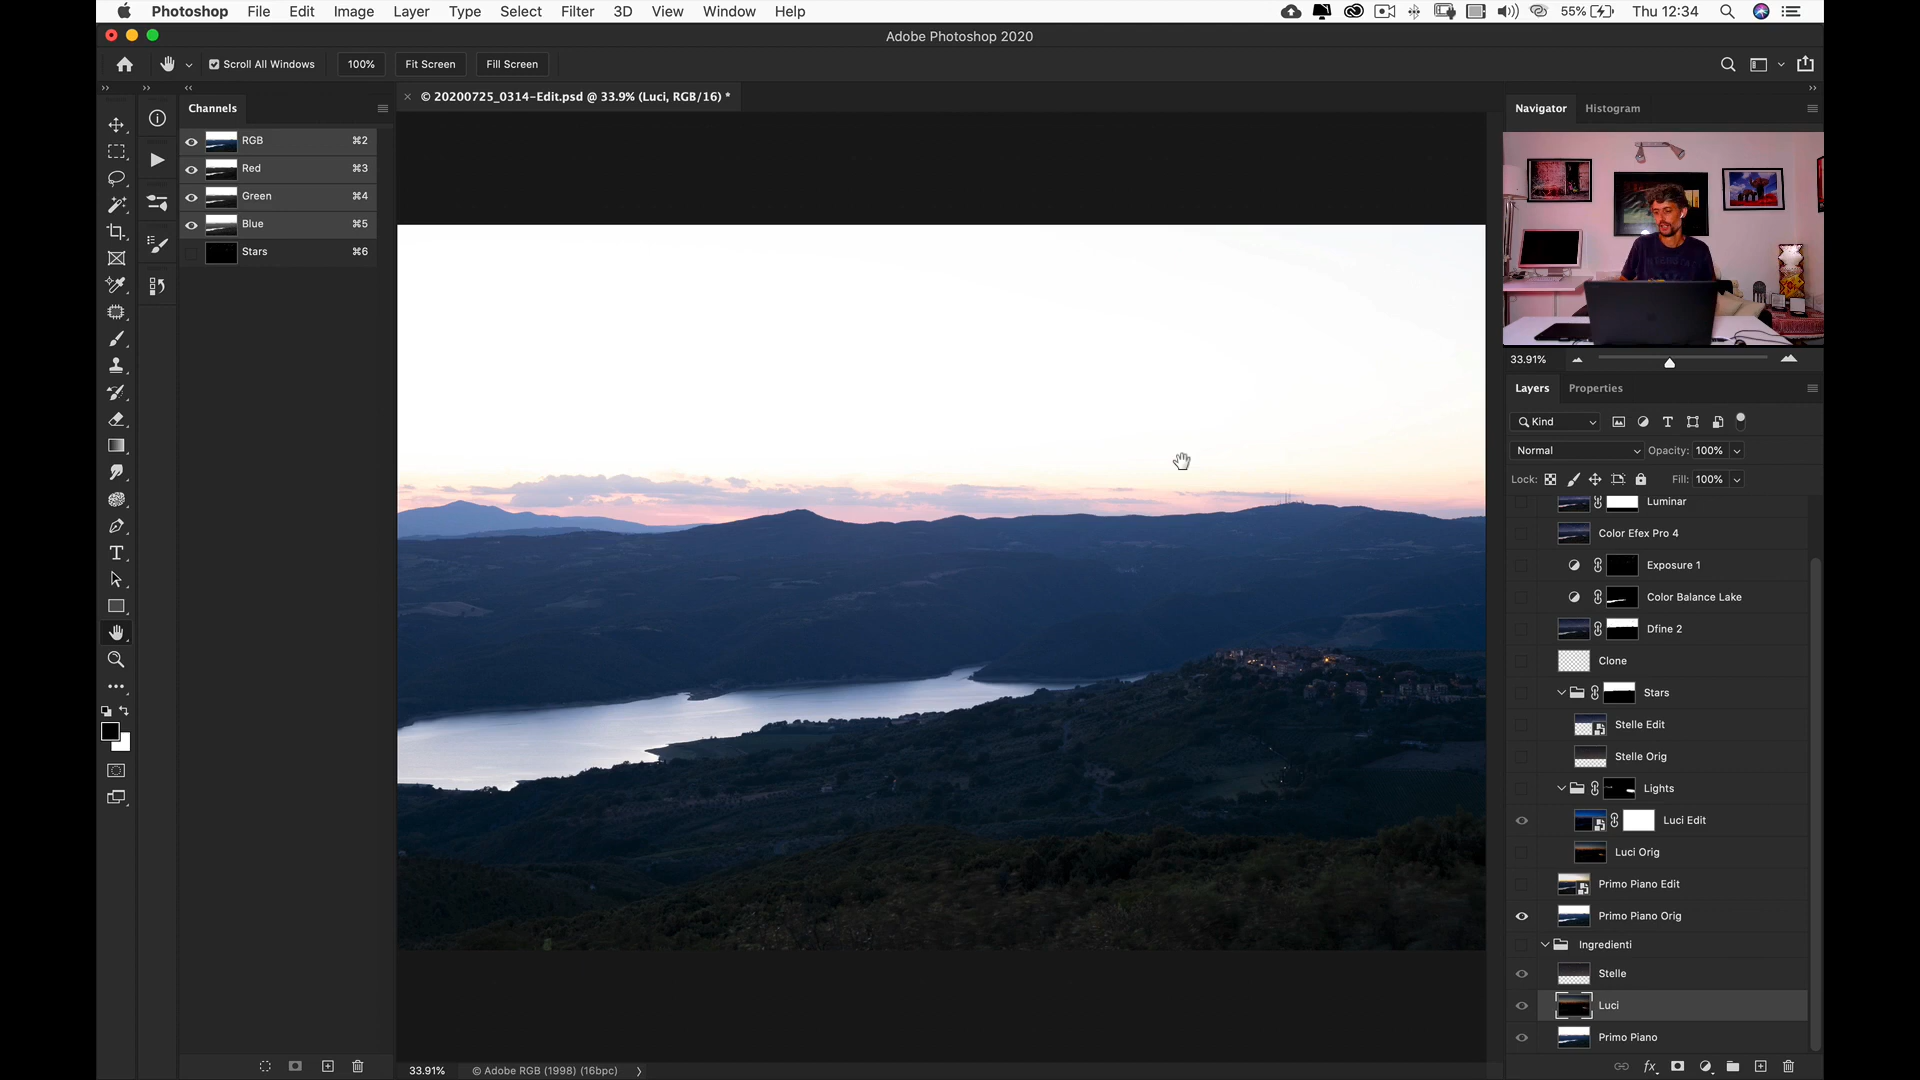 Photoshop File Edit Image Layer Type Select Filter 3D View Window Help 55% Thu 12:34
Adobe Photoshop 2020
Scroll All Windows 100% Fit Screen Fill Screen
Channels
× © 20200725_0314-Edit.psd @ 33.9% (Luci, RGB/16) *
Navigator Histogram
RGB ⌘2
Red ⌘3
Green ⌘4
Blue ⌘5
Stars ⌘6
33.91%
Layers Properties
Kind
Normal Opacity: 100%
Lock: Fill: 100%
Luminar
Color Efex Pro 4
Exposure 1
Color Balance Lake
Dfine 2
Clone
Stars
Stelle Edit
Stelle Orig
Lights
Luci Edit
Luci Orig
Primo Piano Edit
Primo Piano Orig
Ingredienti
Stelle
Luci
Primo Piano
33.91% © Adobe RGB (1998) (16bpc)